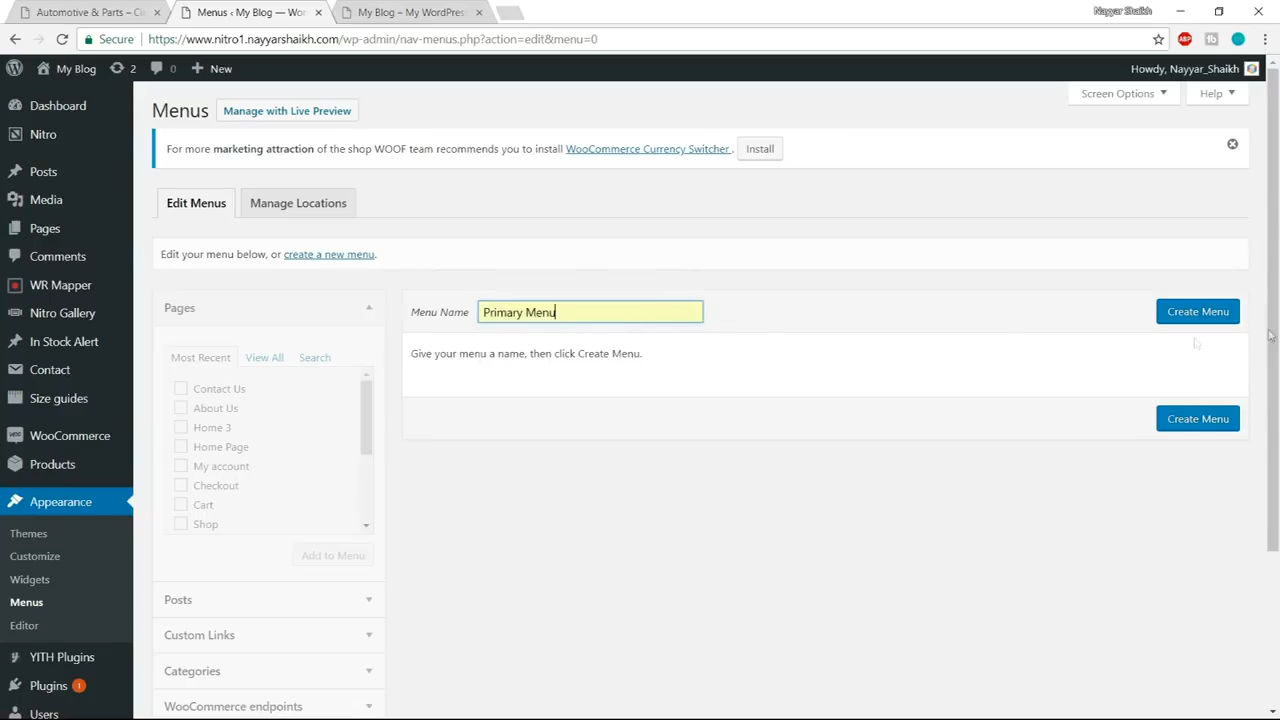 Automotive & Parts – Cl
Menus ‹ My Blog — Wor
My Blog – My WordPres
Nayyar Shaikh
Secure
https://www.nitro1.nayyarshaikh.com/wp-admin/nav-menus.php?action=edit&menu=0
ABP
My Blog
2
0
New
Howdy, Nayyar_Shaikh
Dashboard
Nitro
Posts
Media
Pages
Comments
WR Mapper
Nitro Gallery
In Stock Alert
Contact
Size guides
WooCommerce
Products
Appearance
Themes
Customize
Widgets
Menus
Editor
YITH Plugins
Plugins 1
Users
Menus
Manage with Live Preview
Screen Options
Help
For more marketing attraction of the shop WOOF team recommends you to install WooCommerce Currency Switcher .
Install
Edit Menus
Manage Locations
Edit your menu below, or create a new menu.
Pages
Most Recent
View All
Search
Contact Us
About Us
Home 3
Home Page
My account
Checkout
Cart
Shop
Add to Menu
Posts
Custom Links
Categories
WooCommerce endpoints
Menu Name
Primary Menu
Create Menu
Give your menu a name, then click Create Menu.
Create Menu